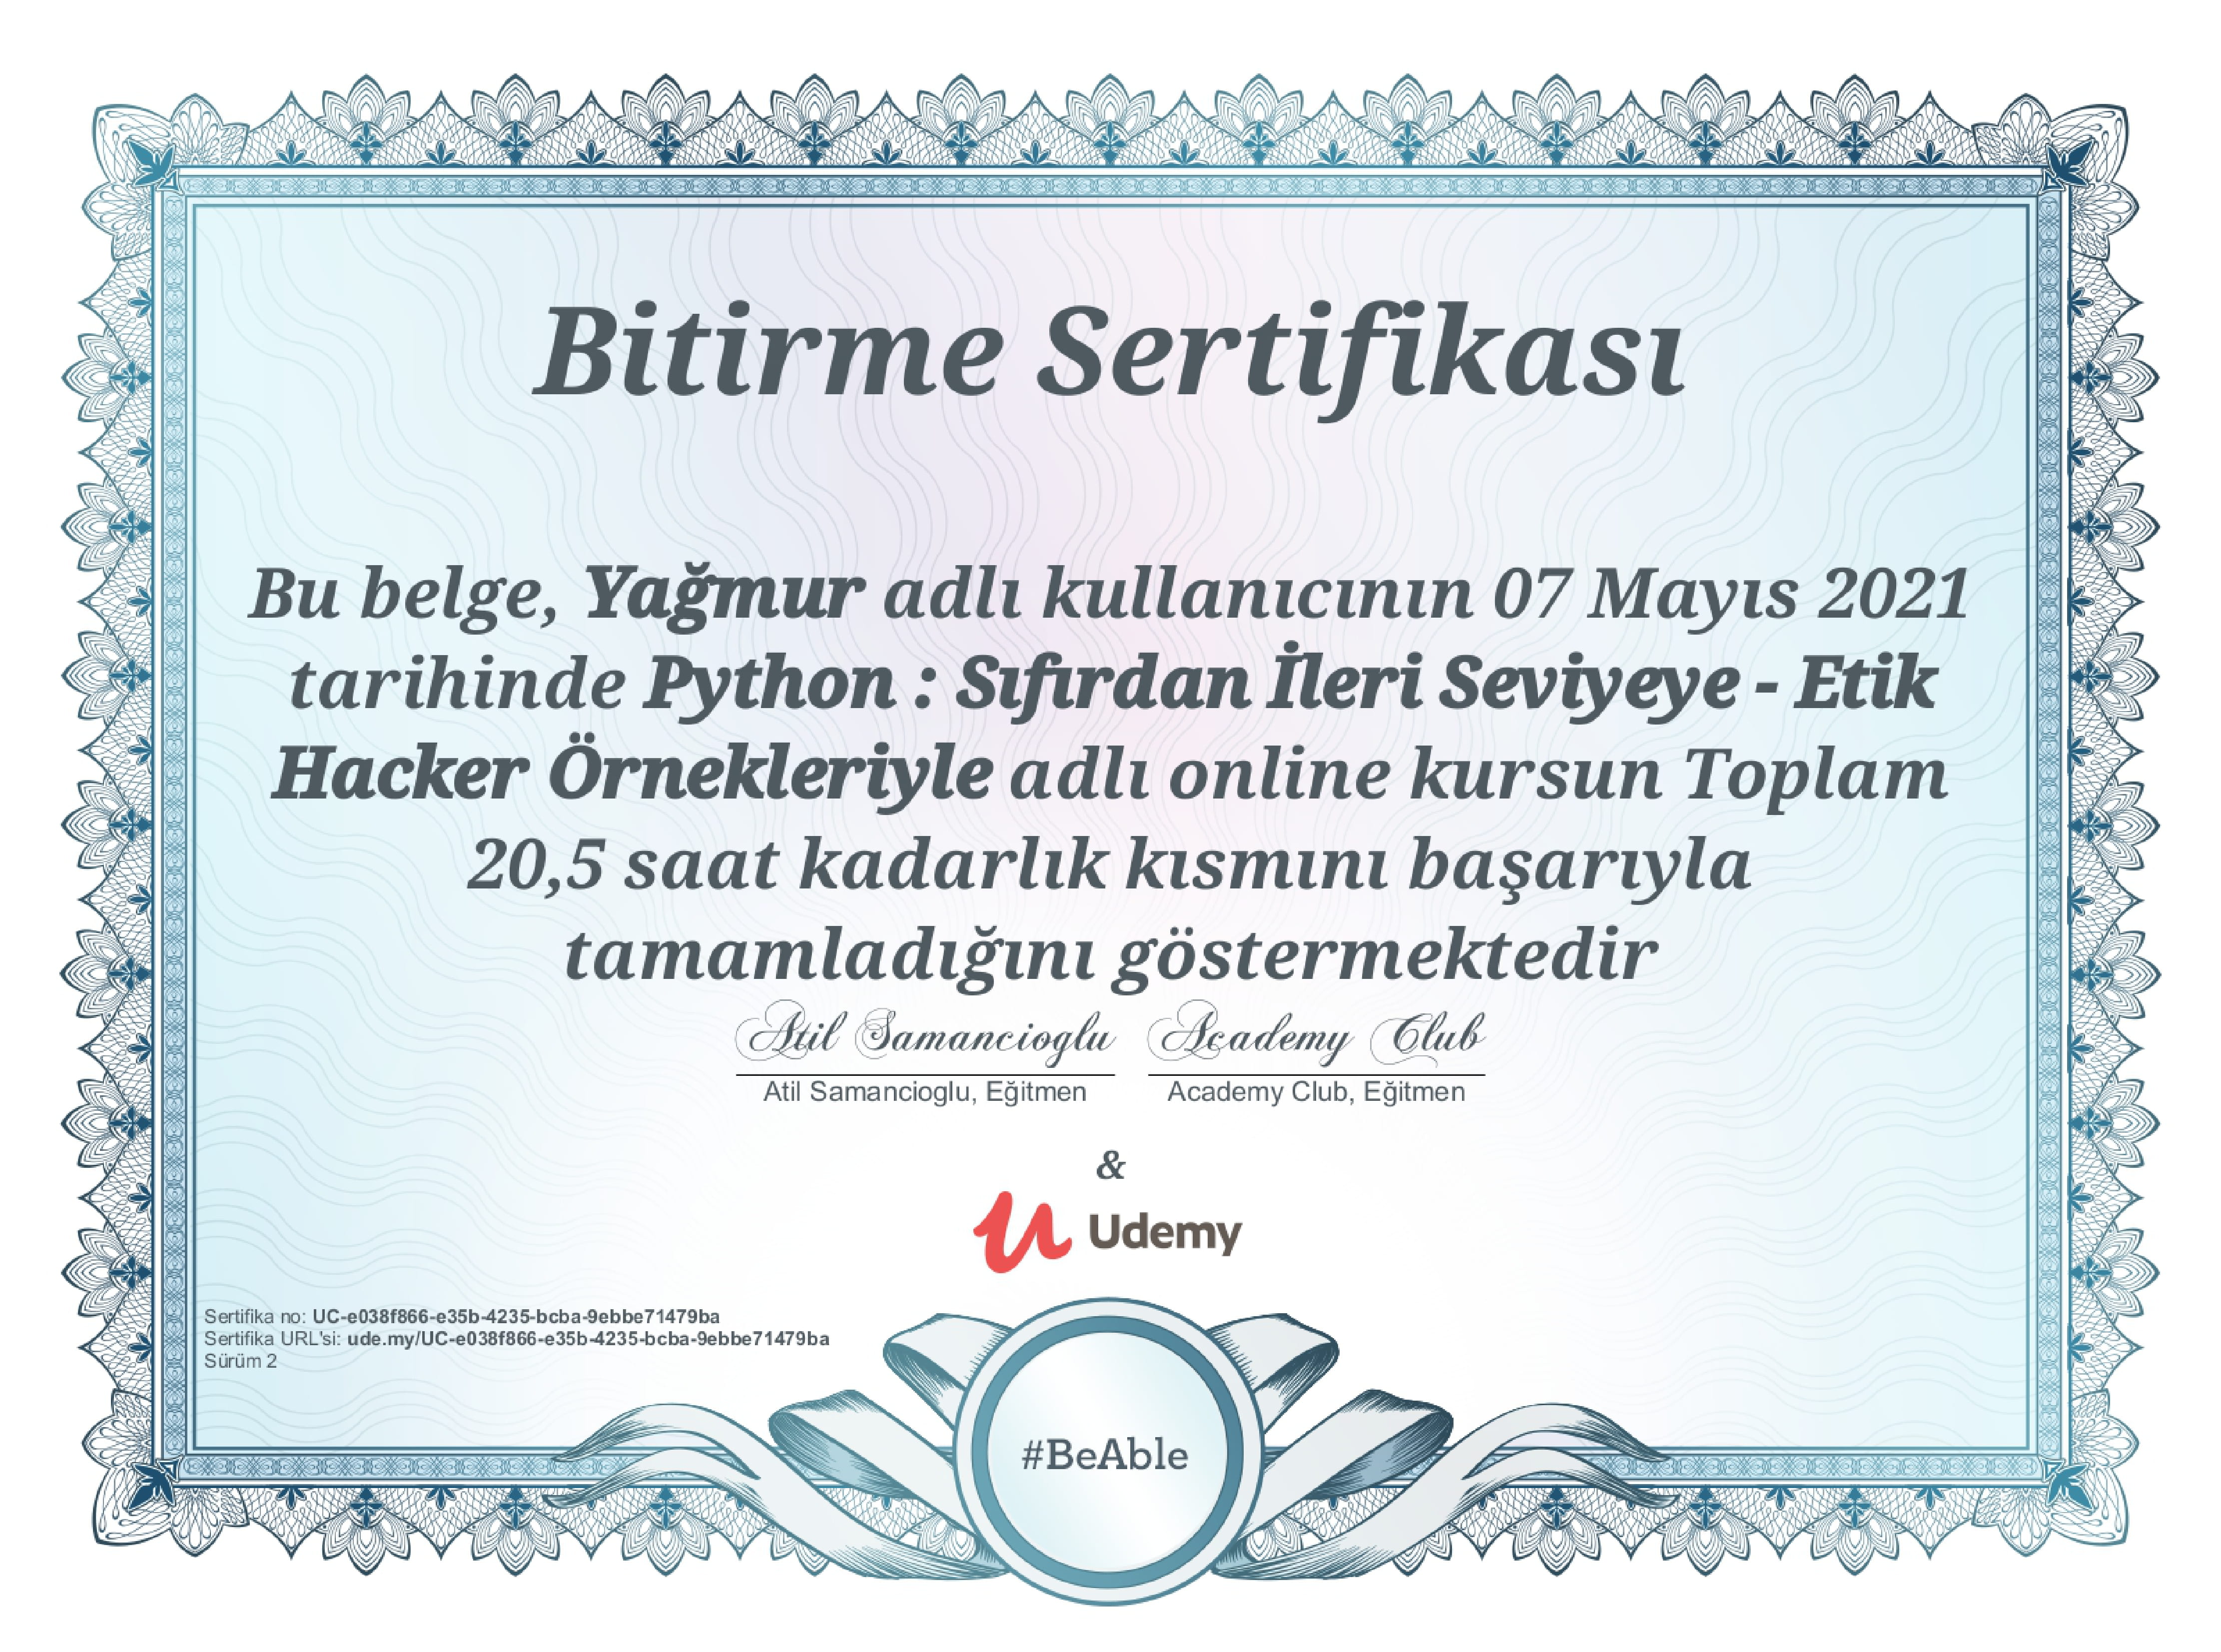 Bitirme Sertifikası
Bu belge, Yağmur adlı kullanıcının 07 Mayıs 2021
tarihinde Python : Sıfırdan İleri Seviyeye - Etik
Hacker Örnekleriyle adlı online kursun Toplam
20,5 saat kadarlık kısmını başarıyla
tamamladığını göstermektedir
Atil Samancioglu Academy Club
Atil Samancioglu, Eğitmen Academy Club, Eğitmen
&
Udemy
Sertifika no: UC-e038f866-e35b-4235-bcba-9ebbe71479ba
Sertifika URL'si: ude.my/UC-e038f866-e35b-4235-bcba-9ebbe71479ba
Sürüm 2
#BeAble